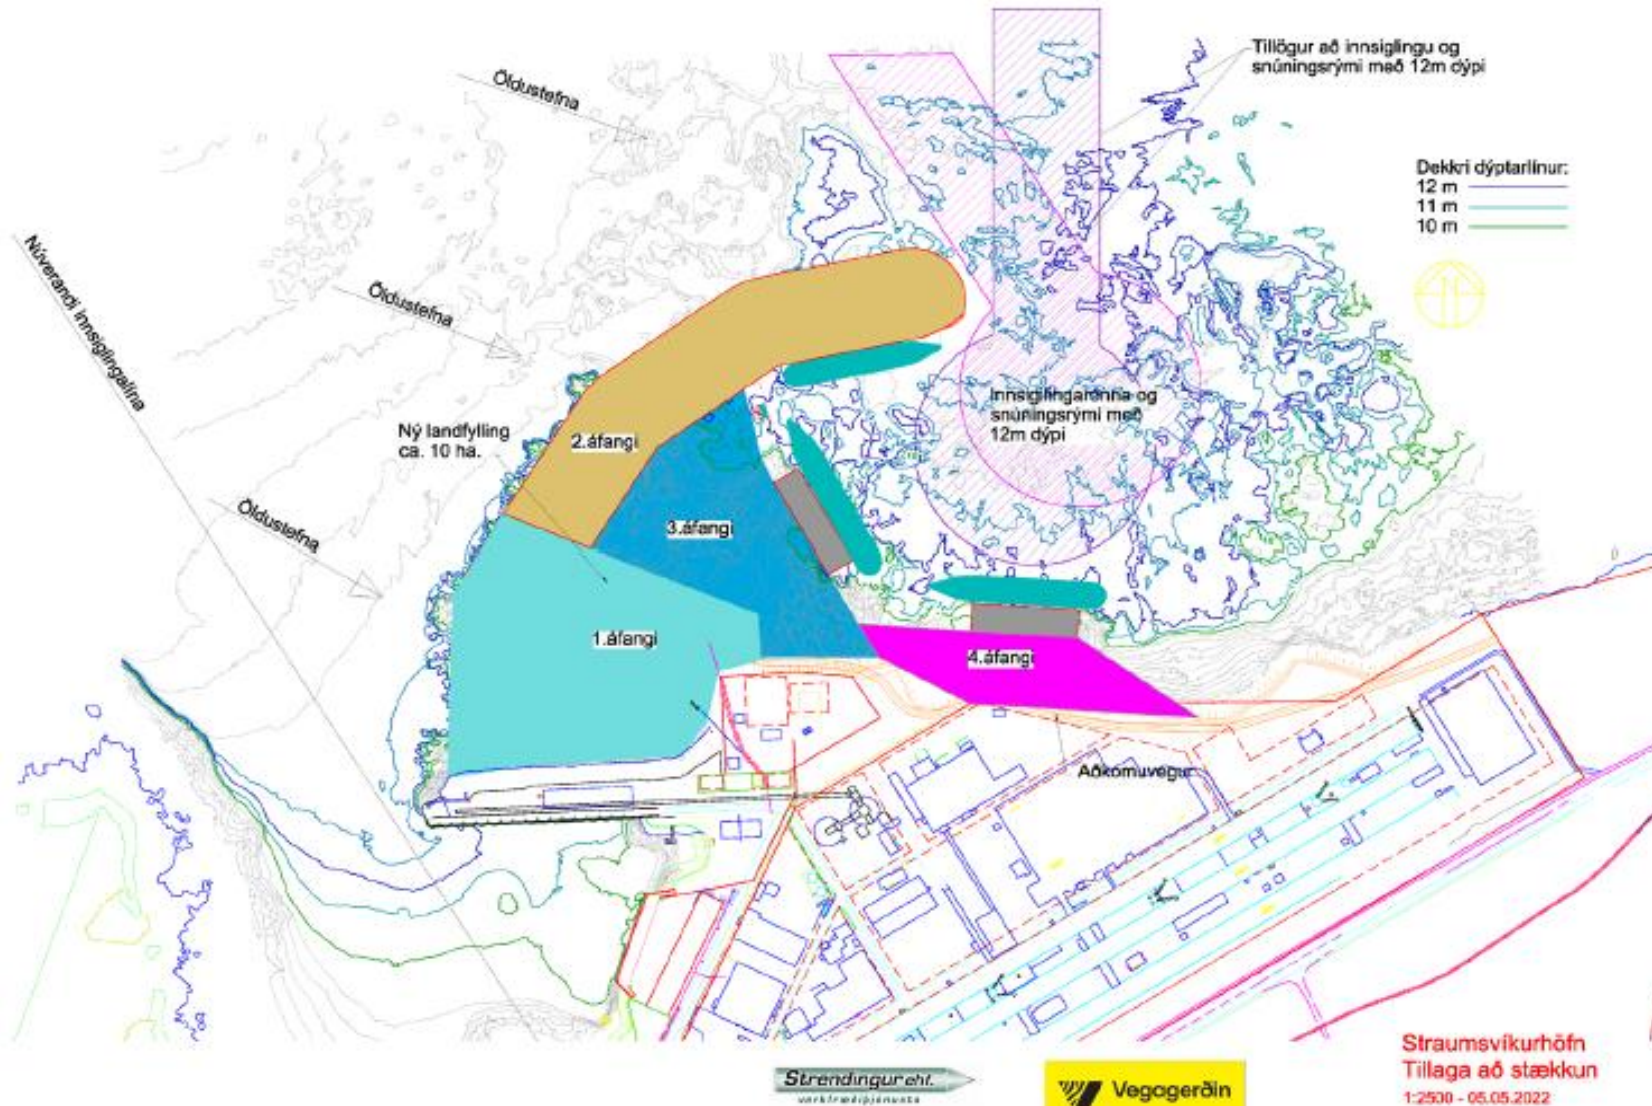 Öldustefna
Tillögur að innsiglingu og
snúningsrými með 12m dýpi
Dekkri dýptarlínur:
12 m
11 m
10 m
Núverandi innsiglingalína
Öldustefna
Innsiglingarenna og
snúningsrými með
12m dýpi
Ný landfylling
ca. 10 ha.
2.áfangi
Öldustefna
3.áfangi
1.áfangi
4.áfangi
Aðkomuvegur
Strendingur ehf.
verkfræðiþjónusta
Vegagerðin
Straumsvíkurhöfn
Tillaga að stækkun
1:2500 - 05.05.2022